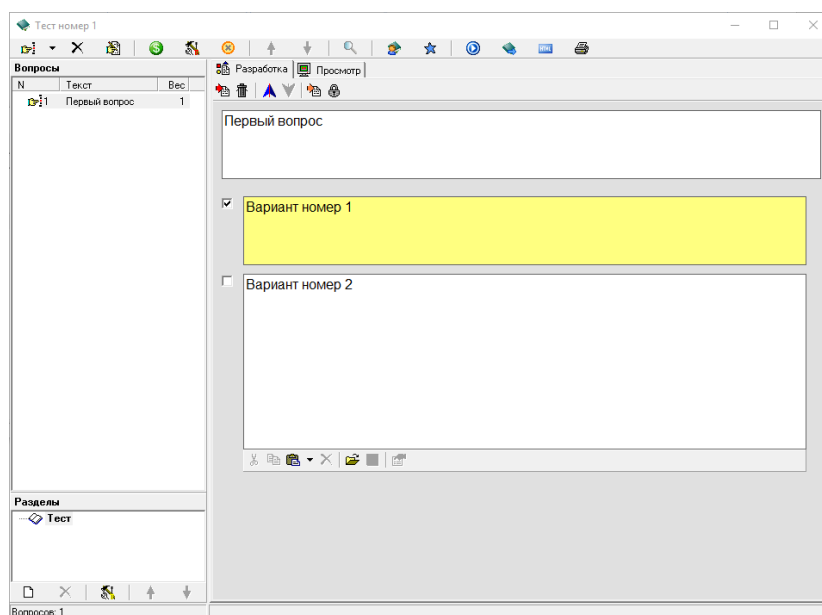 Тест номер 1
Вопросы
N Текст Вес
1 Первый вопрос 1
Разработка Просмотр
Первый вопрос
Вариант номер 1
Вариант номер 2
Разделы
Тест
Вопросов: 1